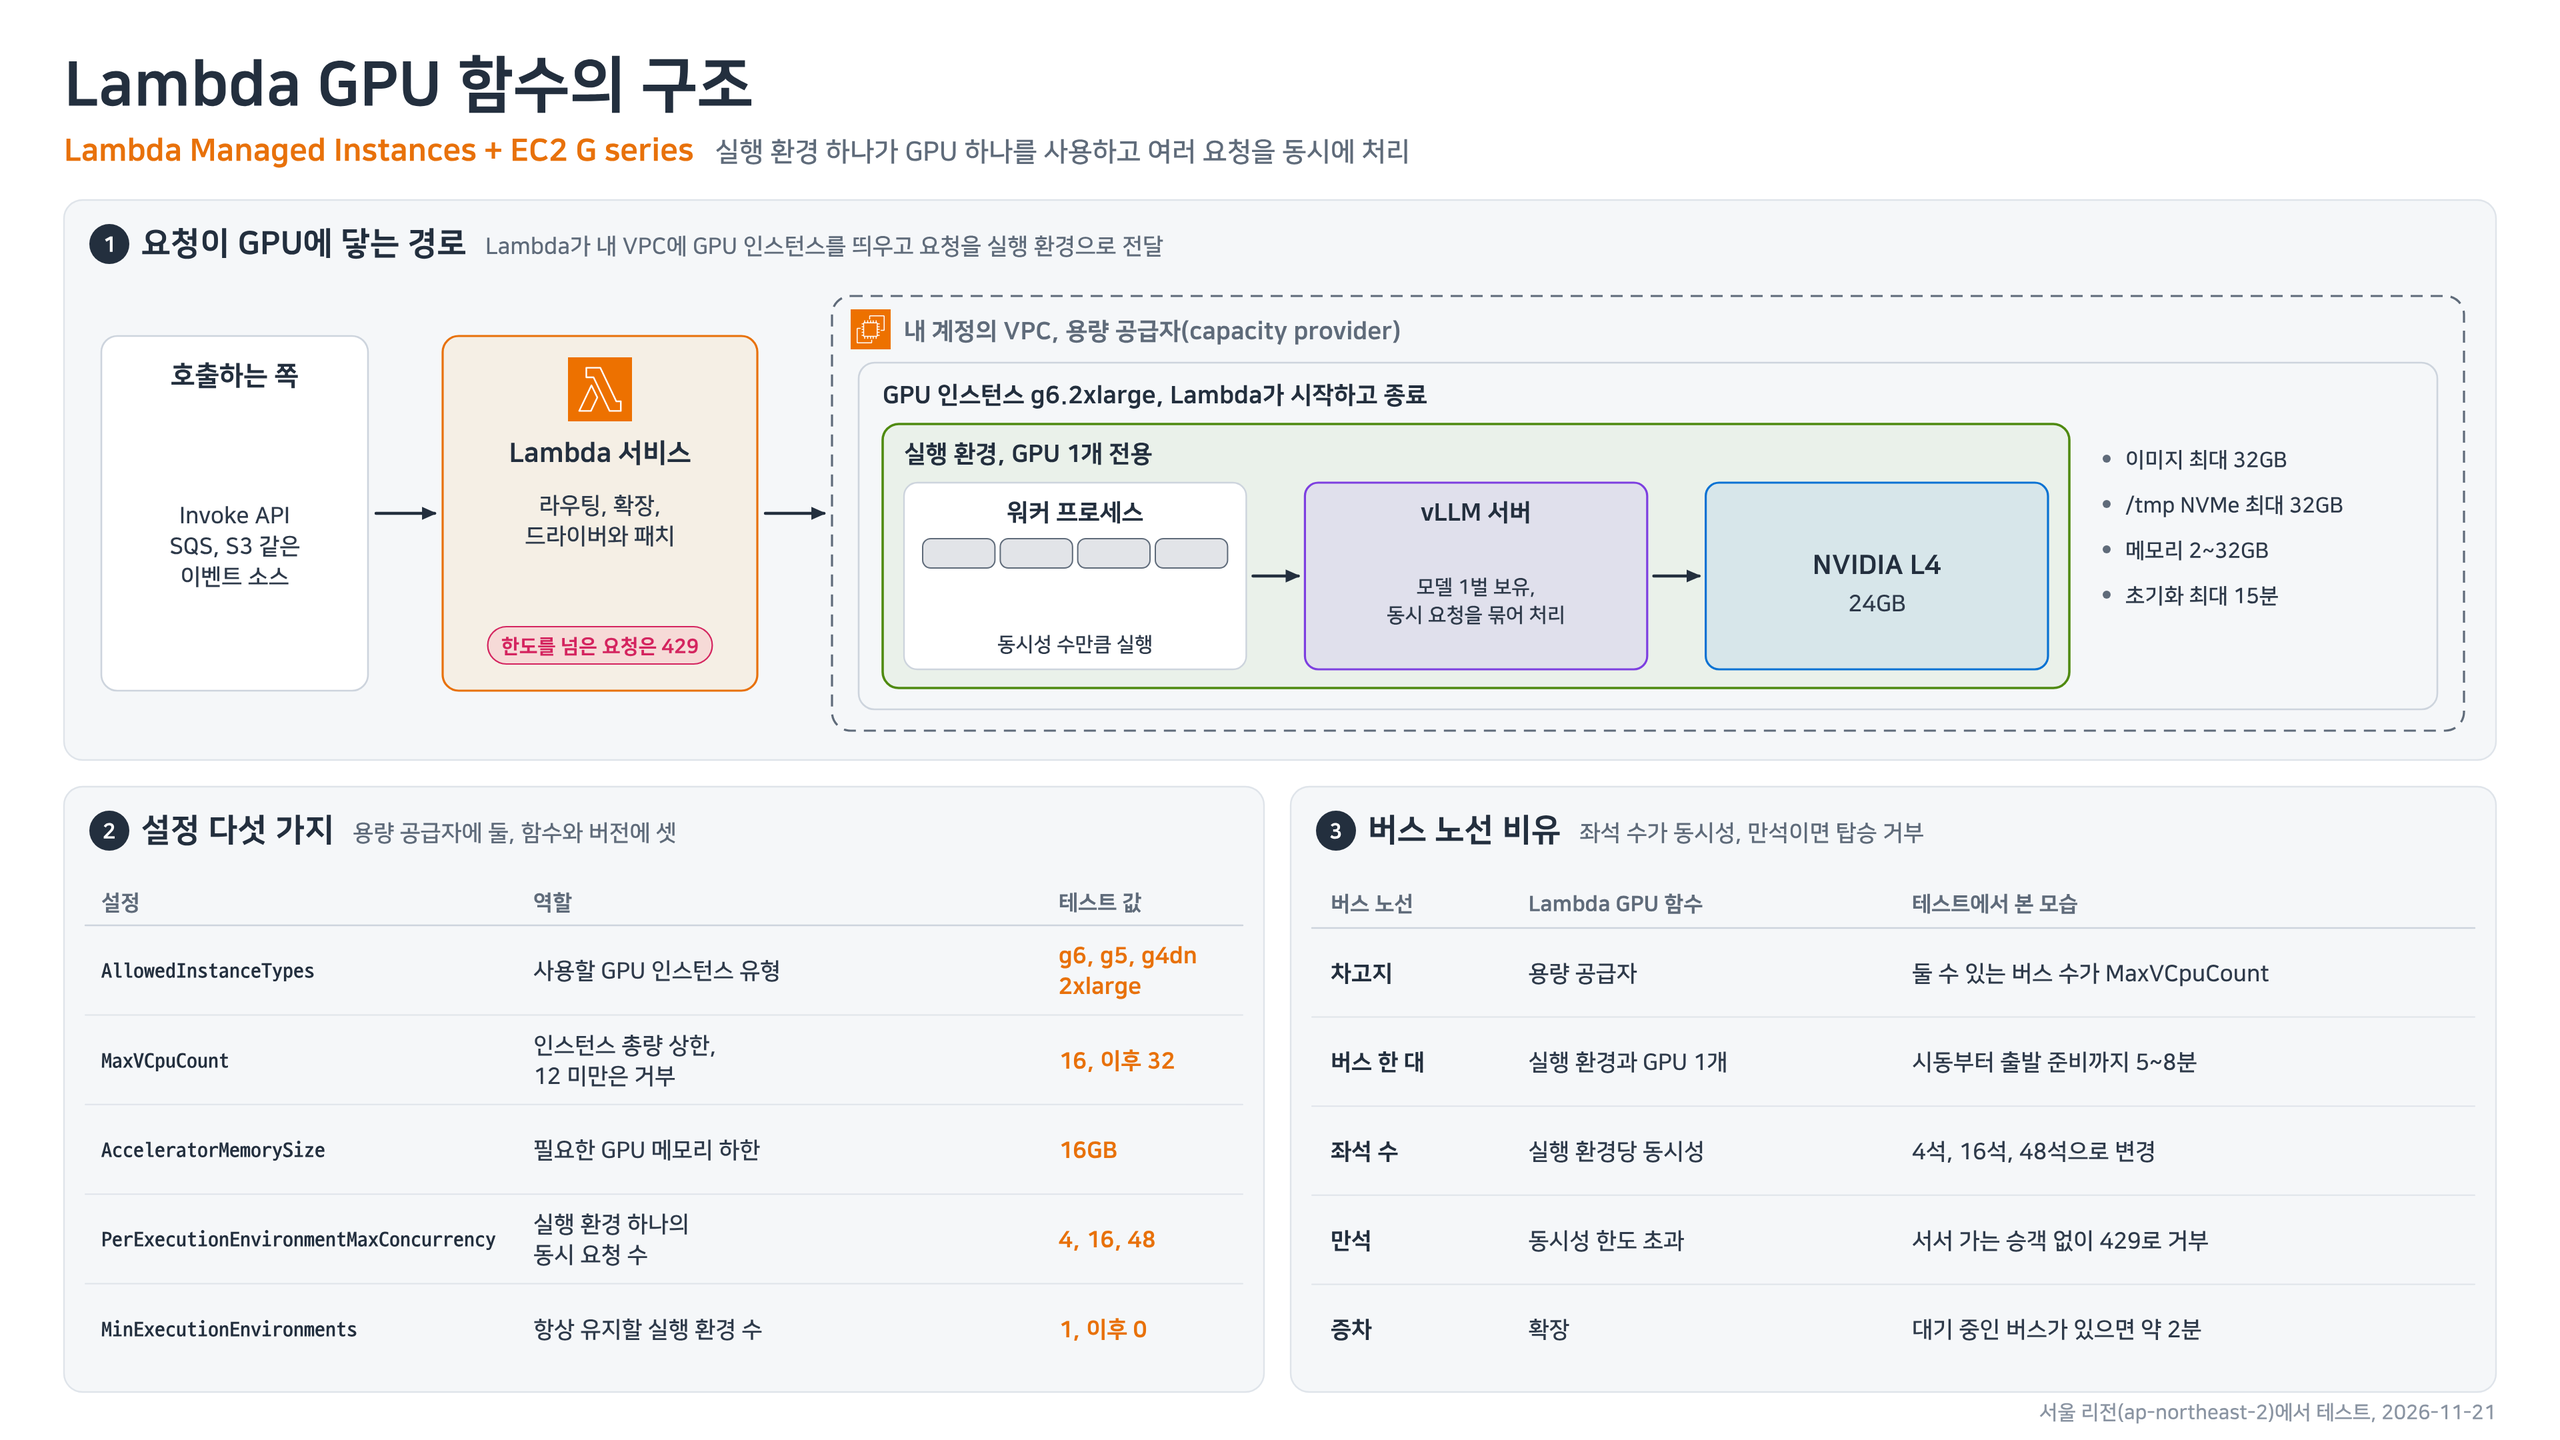 Lambda GPU 함수의 구조
Lambda Managed Instances + EC2 G series 실행 환경 하나가 GPU 하나를 사용하고 여러 요청을 동시에 처리
1 요청이 GPU에 닿는 경로 Lambda가 내 VPC에 GPU 인스턴스를 띄우고 요청을 실행 환경으로 전달
호출하는 쪽
Invoke API
SQS, S3 같은
이벤트 소스
Lambda 서비스
라우팅, 확장,
드라이버와 패치
한도를 넘은 요청은 429
내 계정의 VPC, 용량 공급자(capacity provider)
GPU 인스턴스 g6.2xlarge, Lambda가 시작하고 종료
실행 환경, GPU 1개 전용
워커 프로세스
동시성 수만큼 실행
vLLM 서버
모델 1벌 보유,
동시 요청을 묶어 처리
NVIDIA L4
24GB
• 이미지 최대 32GB
• /tmp NVMe 최대 32GB
• 메모리 2~32GB
• 초기화 최대 15분
2 설정 다섯 가지 용량 공급자에 둘, 함수와 버전에 셋
설정 역할 테스트 값
AllowedInstanceTypes 사용할 GPU 인스턴스 유형 g6, g5, g4dn
2xlarge
MaxVCpuCount 인스턴스 총량 상한,
12 미만은 거부 16, 이후 32
AcceleratorMemorySize 필요한 GPU 메모리 하한 16GB
PerExecutionEnvironmentMaxConcurrency 실행 환경 하나의
동시 요청 수 4, 16, 48
MinExecutionEnvironments 항상 유지할 실행 환경 수 1, 이후 0
3 버스 노선 비유 좌석 수가 동시성, 만석이면 탑승 거부
버스 노선 Lambda GPU 함수 테스트에서 본 모습
차고지 용량 공급자 둘 수 있는 버스 수가 MaxVCpuCount
버스 한 대 실행 환경과 GPU 1개 시동부터 출발 준비까지 5~8분
좌석 수 실행 환경당 동시성 4석, 16석, 48석으로 변경
만석 동시성 한도 초과 서서 가는 승객 없이 429로 거부
증차 확장 대기 중인 버스가 있으면 약 2분
서울 리전(ap-northeast-2)에서 테스트, 2026-11-21